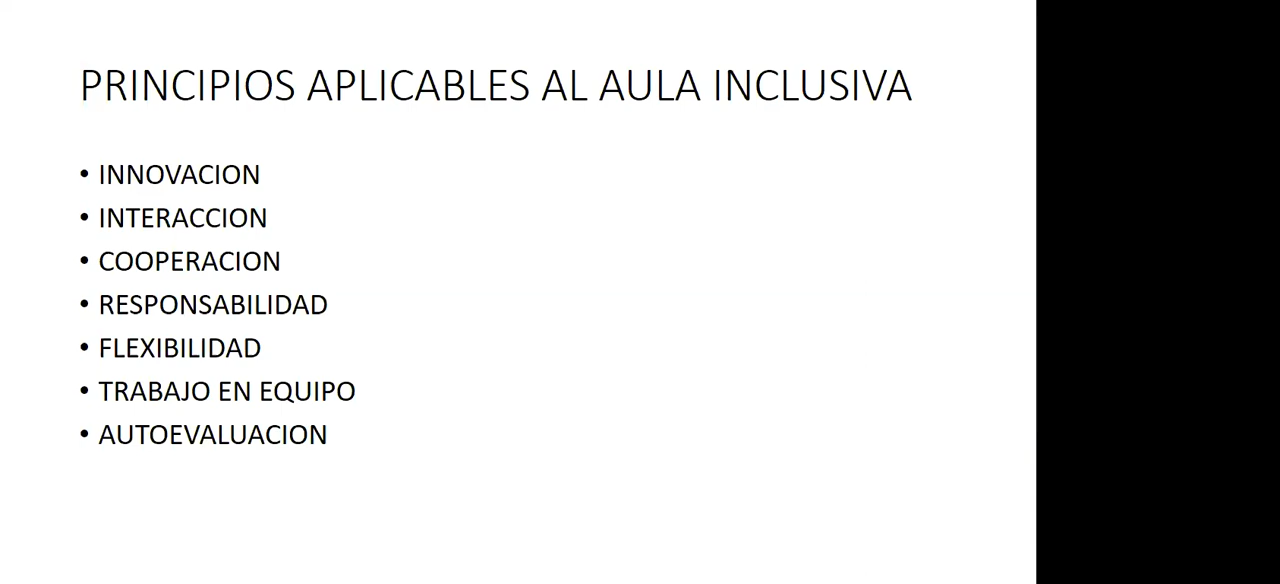 PRINCIPIOS APLICABLES AL AULA INCLUSIVA
• INNOVACION
• INTERACCION
• COOPERACION
• RESPONSABILIDAD
• FLEXIBILIDAD
• TRABAJO EN EQUIPO
• AUTOEVALUACION